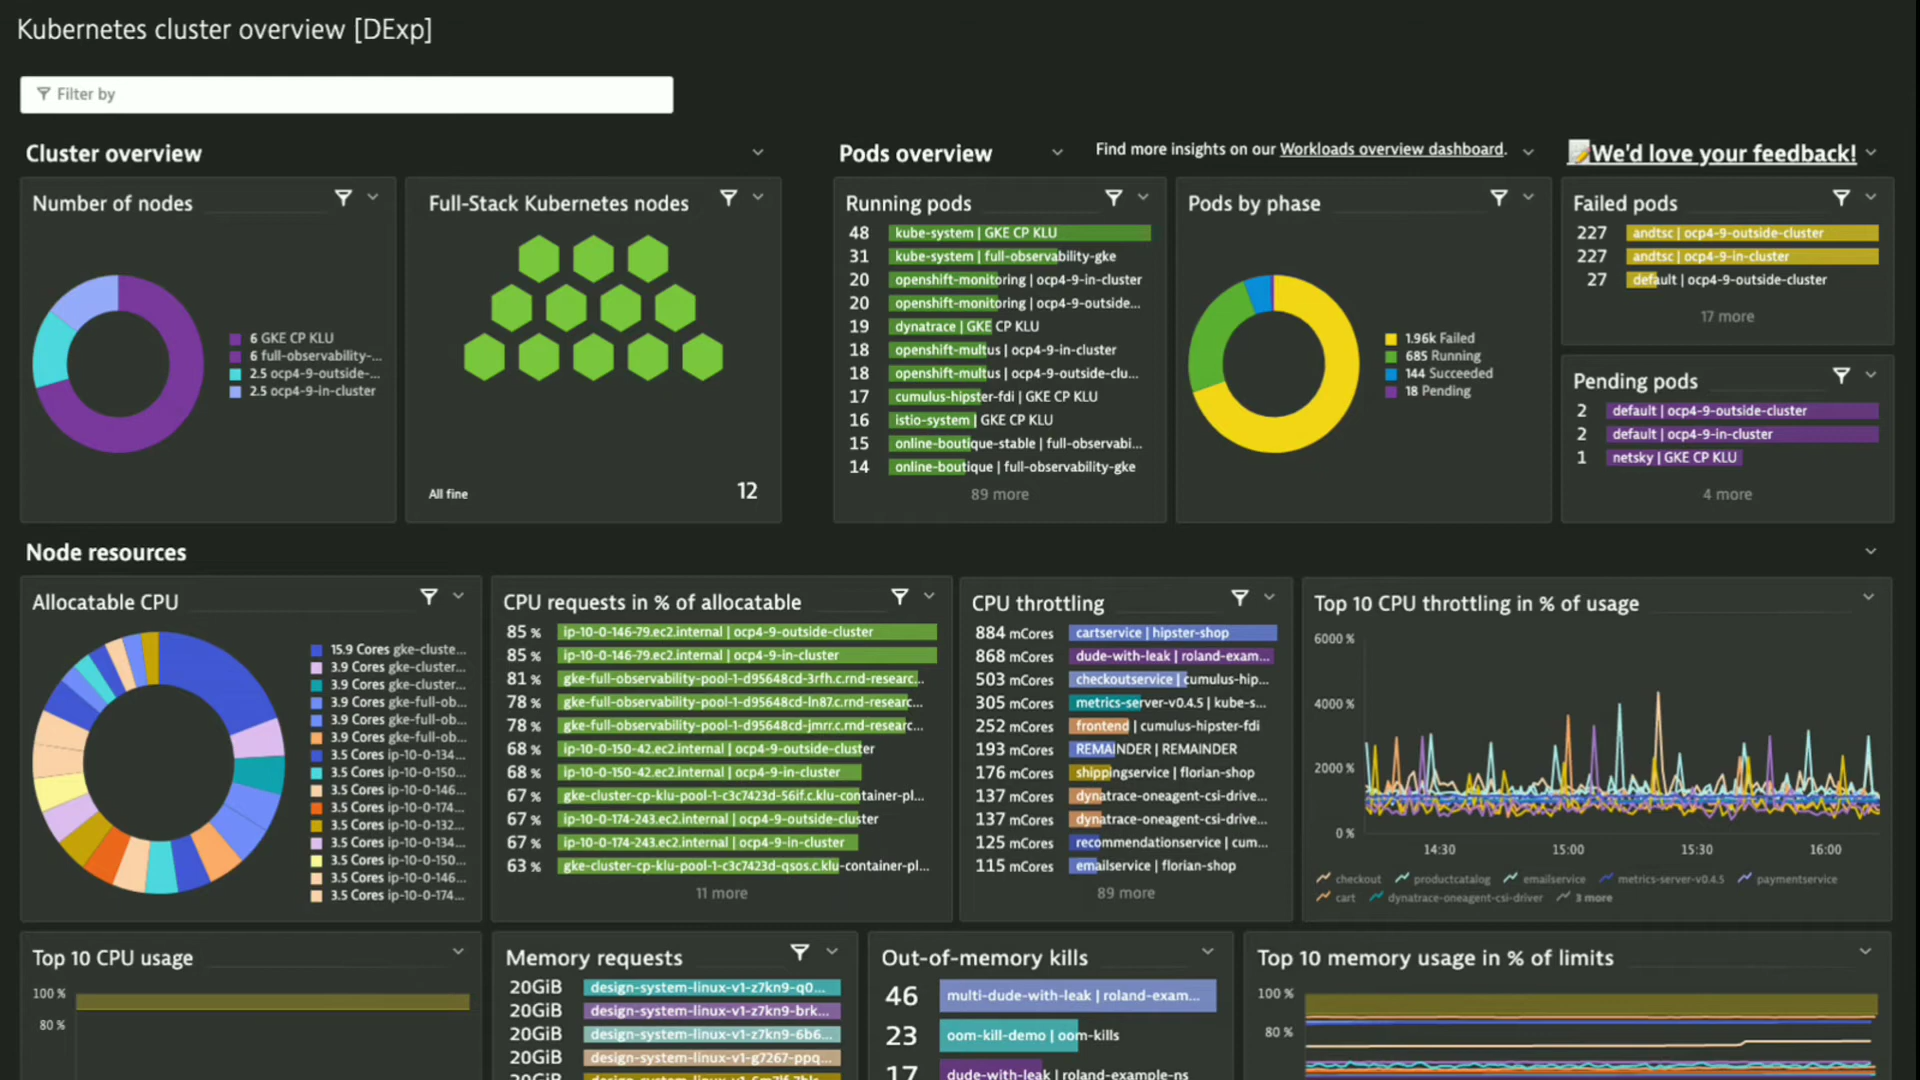 Kubernetes cluster overview [DExp]
Filter by
Cluster overview
Pods overview
Find more insights on our Workloads overview dashboard.
📝We'd love your feedback!
Number of nodes
6 GKE CP KLU
6 full-observability-...
2.5 ocp4-9-outside-...
2.5 ocp4-9-in-cluster
Full-Stack Kubernetes nodes
All fine
12
Running pods
48 kube-system | GKE CP KLU
31 kube-system | full-observability-gke
20 openshift-monitoring | ocp4-9-in-cluster
20 openshift-monitoring | ocp4-9-outside...
19 dynatrace | GKE CP KLU
18 openshift-multus | ocp4-9-in-cluster
18 openshift-multus | ocp4-9-outside-clu...
17 cumulus-hipster-fdi | GKE CP KLU
16 istio-system | GKE CP KLU
15 online-boutique-stable | full-observabi...
14 online-boutique | full-observability-gke
89 more
Pods by phase
1.96k Failed
685 Running
144 Succeeded
18 Pending
Failed pods
227 andtsc | ocp4-9-outside-cluster
227 andtsc | ocp4-9-in-cluster
27 default | ocp4-9-outside-cluster
17 more
Pending pods
2 default | ocp4-9-outside-cluster
2 default | ocp4-9-in-cluster
1 netsky | GKE CP KLU
4 more
Node resources
Allocatable CPU
15.9 Cores gke-cluste...
3.9 Cores gke-cluster...
3.9 Cores gke-cluster...
3.9 Cores gke-full-ob...
3.9 Cores gke-full-ob...
3.9 Cores gke-full-ob...
3.5 Cores ip-10-0-134...
3.5 Cores ip-10-0-150...
3.5 Cores ip-10-0-146...
3.5 Cores ip-10-0-174...
3.5 Cores ip-10-0-132...
3.5 Cores ip-10-0-134...
3.5 Cores ip-10-0-150...
3.5 Cores ip-10-0-146...
3.5 Cores ip-10-0-174...
CPU requests in % of allocatable
85 % ip-10-0-146-79.ec2.internal | ocp4-9-outside-cluster
85 % ip-10-0-146-79.ec2.internal | ocp4-9-in-cluster
81 % gke-full-observability-pool-1-d95648cd-3rfh.c.rnd-researc...
78 % gke-full-observability-pool-1-d95648cd-ln87.c.rnd-researc...
78 % gke-full-observability-pool-1-d95648cd-jmrr.c.rnd-researc...
68 % ip-10-0-150-42.ec2.internal | ocp4-9-outside-cluster
68 % ip-10-0-150-42.ec2.internal | ocp4-9-in-cluster
67 % gke-cluster-cp-klu-pool-1-c3c7423d-56if.c.klu-container-pl...
67 % ip-10-0-174-243.ec2.internal | ocp4-9-outside-cluster
67 % ip-10-0-174-243.ec2.internal | ocp4-9-in-cluster
63 % gke-cluster-cp-klu-pool-1-c3c7423d-qsos.c.klu-container-pl...
11 more
CPU throttling
884 mCores cartservice | hipster-shop
868 mCores dude-with-leak | roland-exam...
503 mCores checkoutservice | cumulus-hip...
305 mCores metrics-server-v0.4.5 | kube-s...
252 mCores frontend | cumulus-hipster-fdi
193 mCores REMAINDER | REMAINDER
176 mCores shippingservice | florian-shop
137 mCores dynatrace-oneagent-csi-drive...
137 mCores dynatrace-oneagent-csi-drive...
125 mCores recommendationservice | cum...
115 mCores emailservice | florian-shop
89 more
Top 10 CPU throttling in % of usage
6000 %
4000 %
2000 %
0 %
14:30 15:00 15:30 16:00
checkout productcatalog emailservice metrics-server-v0.4.5 paymentservice
cart dynatrace-oneagent-csi-driver 3 more
Top 10 CPU usage
100 %
80 %
Memory requests
20GiB design-system-linux-v1-z7kn9-q0...
20GiB design-system-linux-v1-z7kn9-brk...
20GiB design-system-linux-v1-z7kn9-6b6...
20GiB design-system-linux-v1-g7267-ppq...
20GiB
Out-of-memory kills
46 multi-dude-with-leak | roland-exam...
23 oom-kill-demo | oom-kills
17 dude-with-leak | roland-example-ns
Top 10 memory usage in % of limits
100 %
80 %